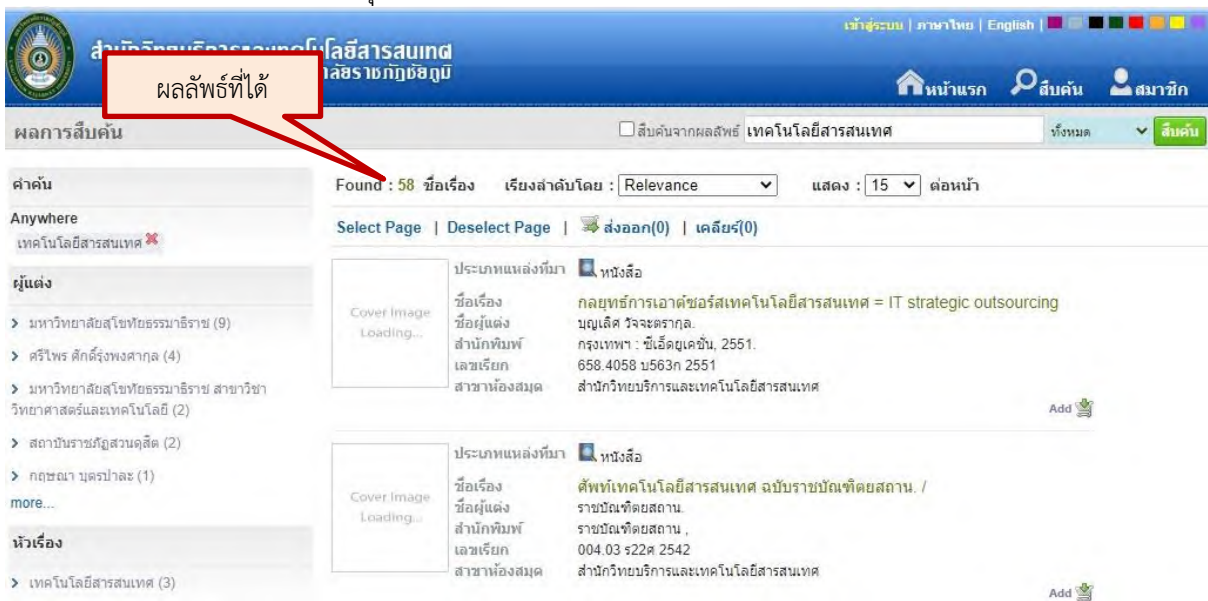 เข้าสู่ระบบ | ภาษาไทย | English |
โลยีสารสนเทศ
ลัยราชภัฏชัยภูมิ
ผลลัพธ์ที่ได้
หน้าแรก สืบค้น สมาชิก
ผลการสืบค้น สืบค้นจากผลลัพธ์ เทคโนโลยีสารสนเทศ ทั้งหมด สืบค้น
คำค้น
Anywhere
เทคโนโลยีสารสนเทศ
ผู้แต่ง
มหาวิทยาลัยสุโขทัยธรรมาธิราช (9)
ศรีไพร ศักดิ์รุ่งพงศากุล (4)
มหาวิทยาลัยสุโขทัยธรรมาธิราช สาขาวิชา
วิทยาศาสตร์และเทคโนโลยี (2)
สถาบันราชภัฏสวนดุสิต (2)
กฤษณา บุตรปาละ (1)
more...
หัวเรื่อง
เทคโนโลยีสารสนเทศ (3)
Found : 58 ชื่อเรื่อง เรียงลำดับโดย : Relevance แสดง : 15 ต่อหน้า
Select Page | Deselect Page | ส่งออก(0) | เคลียร์(0)
Cover Image
Loading...
ประเภทแหล่งที่มา หนังสือ
ชื่อเรื่อง กลยุทธ์การเอาต์ซอร์สเทคโนโลยีสารสนเทศ = IT strategic outsourcing
ชื่อผู้แต่ง บุญเลิศ วัจจะตรากุล.
สำนักพิมพ์ กรุงเทพฯ : ซีเอ็ดยูเคชั่น, 2551.
เลขเรียก 658.4058 บ563ก 2551
สาขาห้องสมุด สำนักวิทยบริการและเทคโนโลยีสารสนเทศ
Add
Cover Image
Loading...
ประเภทแหล่งที่มา หนังสือ
ชื่อเรื่อง ศัพท์เทคโนโลยีสารสนเทศ ฉบับราชบัณฑิตยสถาน. /
ชื่อผู้แต่ง ราชบัณฑิตยสถาน.
สำนักพิมพ์ ราชบัณฑิตยสถาน ,
เลขเรียก 004.03 ร22ศ 2542
สาขาห้องสมุด สำนักวิทยบริการและเทคโนโลยีสารสนเทศ
Add